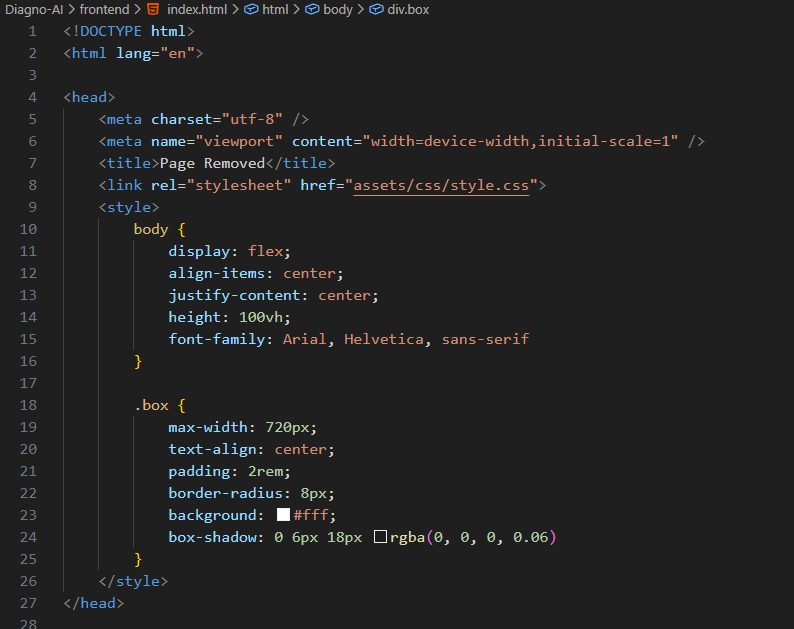 Diagno-AI > frontend > index.html > html > body > div.box
1 <!DOCTYPE html>
2 <html lang="en">
3
4 <head>
5     <meta charset="utf-8" />
6     <meta name="viewport" content="width=device-width,initial-scale=1" />
7     <title>Page Removed</title>
8     <link rel="stylesheet" href="assets/css/style.css">
9     <style>
10         body {
11             display: flex;
12             align-items: center;
13             justify-content: center;
14             height: 100vh;
15             font-family: Arial, Helvetica, sans-serif
16         }
17
18         .box {
19             max-width: 720px;
20             text-align: center;
21             padding: 2rem;
22             border-radius: 8px;
23             background: #fff;
24             box-shadow: 0 6px 18px rgba(0, 0, 0, 0.06)
25         }
26     </style>
27 </head>
28